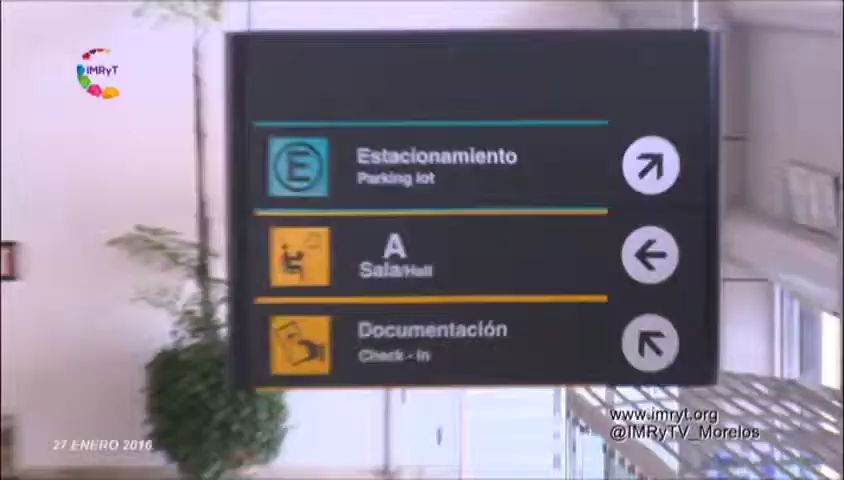 iMRyT
E
Estacionamiento
Parking lot
A
Sala/Hall
Documentación
Check - In
www.imryt.org
@IMRyTV_Morelos
27 ENERO 2016